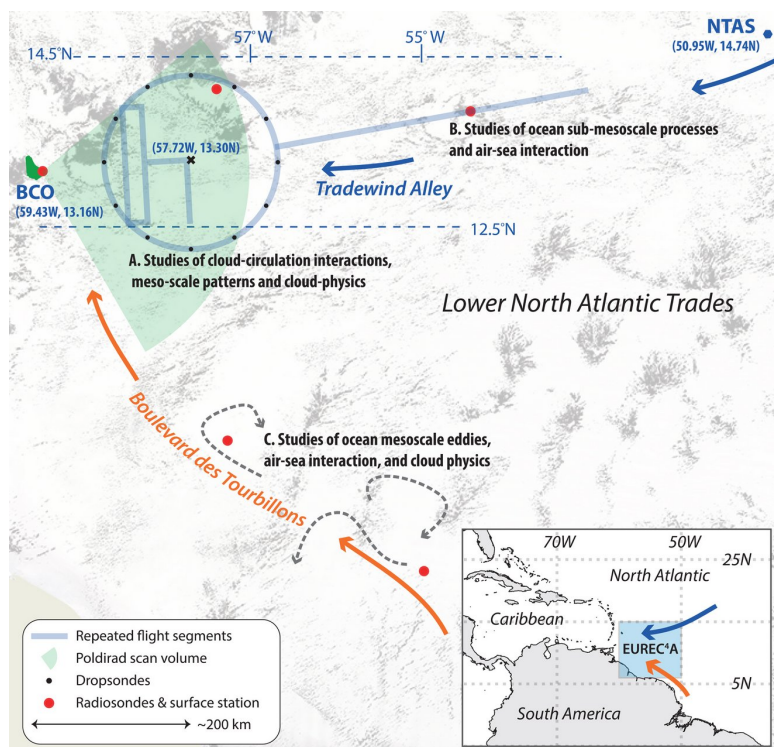 57°W
55°W
NTAS
(50.95W, 14.74N)
14.5°N
B. Studies of ocean sub-mesoscale processes
and air-sea interaction
(57.72W, 13.30N)
Tradewind Alley
BCO
(59.43W, 13.16N)
12.5°N
A. Studies of cloud-circulation interactions,
meso-scale patterns and cloud-physics
Lower North Atlantic Trades
Boulevard des Tourbillons
C. Studies of ocean mesoscale eddies,
air-sea interaction, and cloud physics
Repeated flight segments
Poldirad scan volume
Dropsondes
Radiosondes & surface station
~200 km
70W
50W
25N
North Atlantic
Caribbean
EUREC⁴A
5N
South America